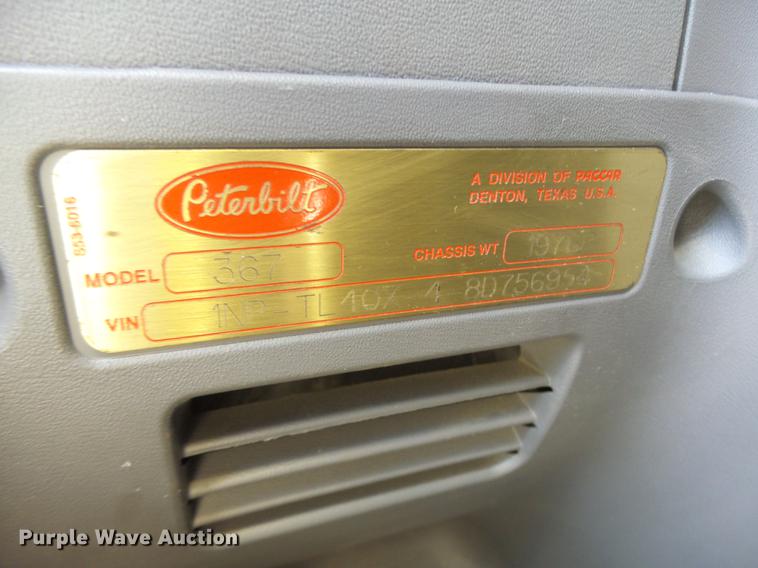 Peterbilt
A DIVISION OF PACCAR
DENTON, TEXAS U.S.A.
553-6016
MODEL 367
CHASSIS WT
VIN
Purple Wave Auction